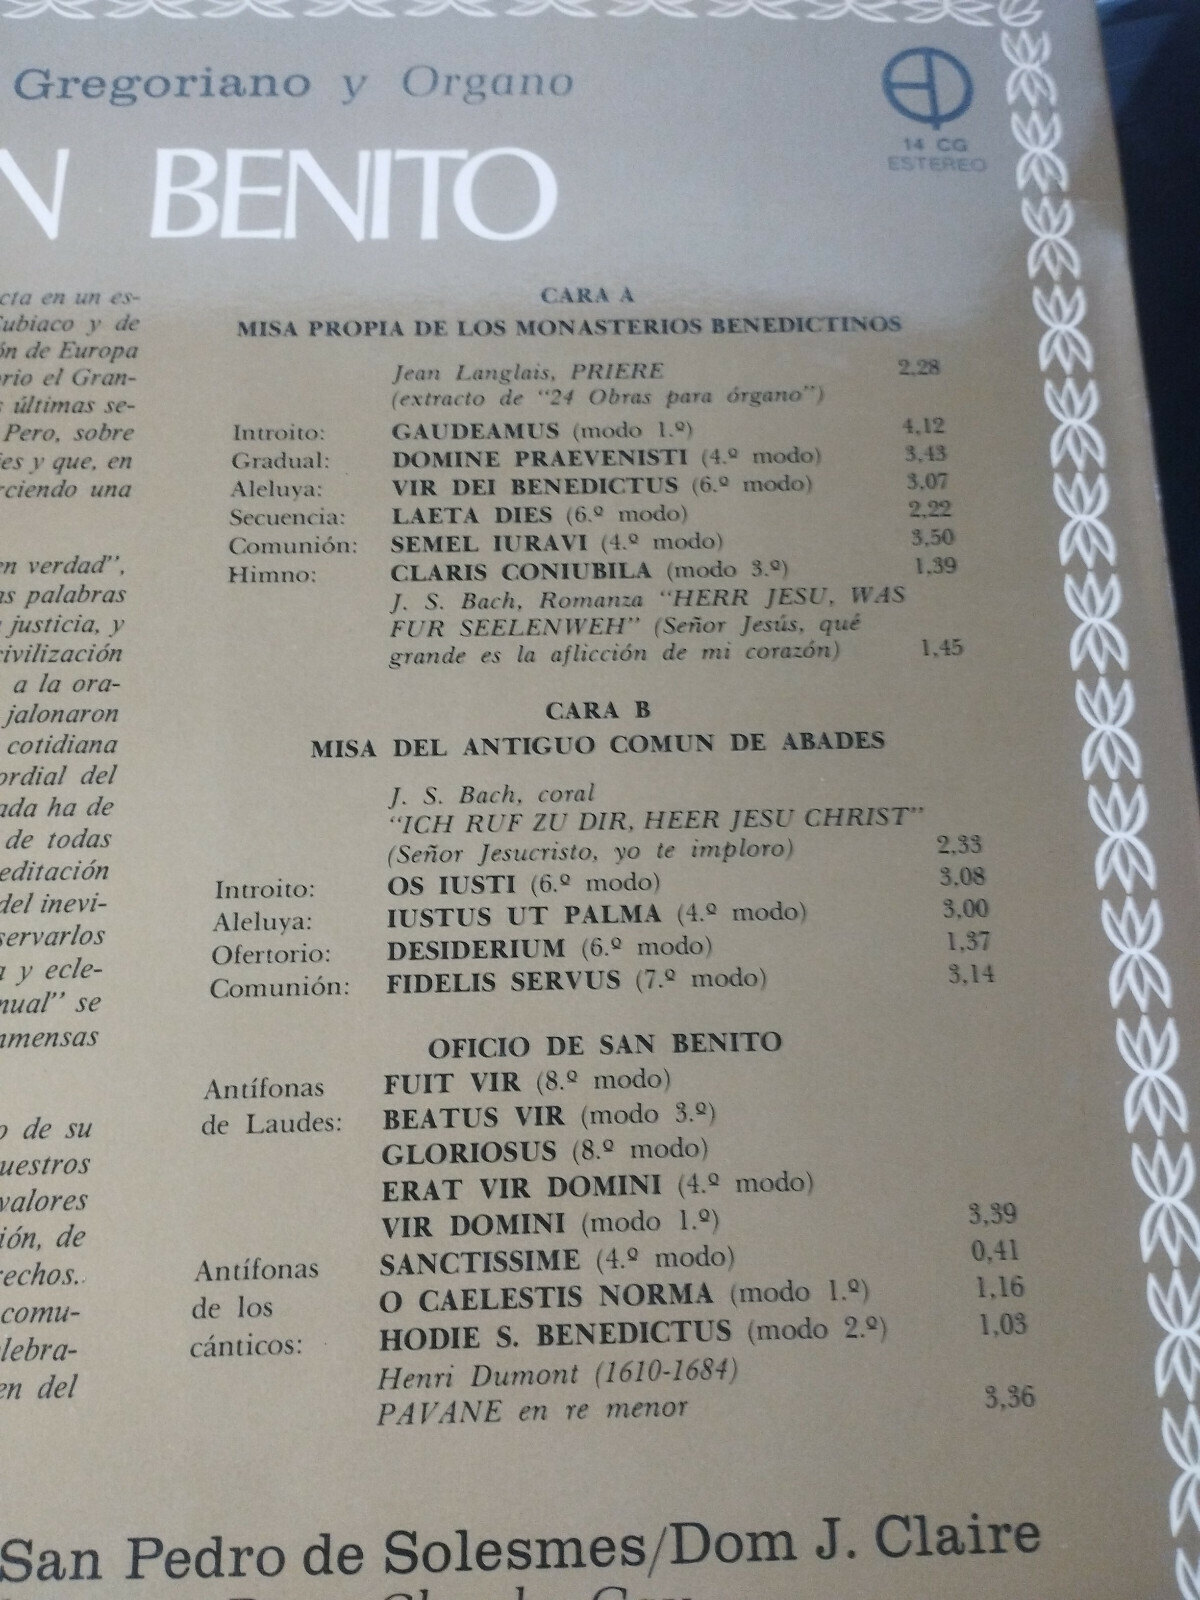 Gregoriano y Organo
14 CG
ESTEREO
BENITO
cta en un es-
Subiaco y de
ón de Europa
orio el Gran-
s últimas se-
Pero, sobre
es y que, en
rciendo una
en verdad",
as palabras
justicia, y
civilización
a la ora-
jalonaron
cotidiana
ordial del
ada ha de
de todas
editación
del inevi-
servarlos
a y ecle-
nual" se
nmensas
o de su
uestros
valores
ión, de
rechos.
comu-
lebra-
en del
CARA A
MISA PROPIA DE LOS MONASTERIOS BENEDICTINOS
Jean Langlais, PRIERE 2,28
(extracto de "24 Obras para órgano")
Introito: GAUDEAMUS (modo 1.º) 4,12
Gradual: DOMINE PRAEVENISTI (4.º modo) 3,43
Aleluya: VIR DEI BENEDICTUS (6.º modo) 3,07
Secuencia: LAETA DIES (6.º modo) 2,22
Comunión: SEMEL IURAVI (4.º modo) 3,50
Himno: CLARIS CONIUBILA (modo 3.º) 1,39
J. S. Bach, Romanza "HERR JESU, WAS
FUR SEELENWEH" (Señor Jesús, qué
grande es la aflicción de mi corazón) 1,45
CARA B
MISA DEL ANTIGUO COMUN DE ABADES
J. S. Bach, coral
"ICH RUF ZU DIR, HEER JESU CHRIST"
(Señor Jesucristo, yo te imploro) 2,33
Introito: OS IUSTI (6.º modo) 3,08
Aleluya: IUSTUS UT PALMA (4.º modo) 3,00
Ofertorio: DESIDERIUM (6.º modo) 1,37
Comunión: FIDELIS SERVUS (7.º modo) 3,14
OFICIO DE SAN BENITO
Antífonas FUIT VIR (8.º modo)
de Laudes: BEATUS VIR (modo 3.º)
GLORIOSUS (8.º modo)
ERAT VIR DOMINI (4.º modo)
VIR DOMINI (modo 1.º) 3,39
Antífonas SANCTISSIME (4.º modo) 0,41
de los O CAELESTIS NORMA (modo 1.º) 1,16
cánticos: HODIE S. BENEDICTUS (modo 2.º) 1,03
Henri Dumont (1610-1684)
PAVANE en re menor 3,36
San Pedro de Solesmes/Dom J. Claire